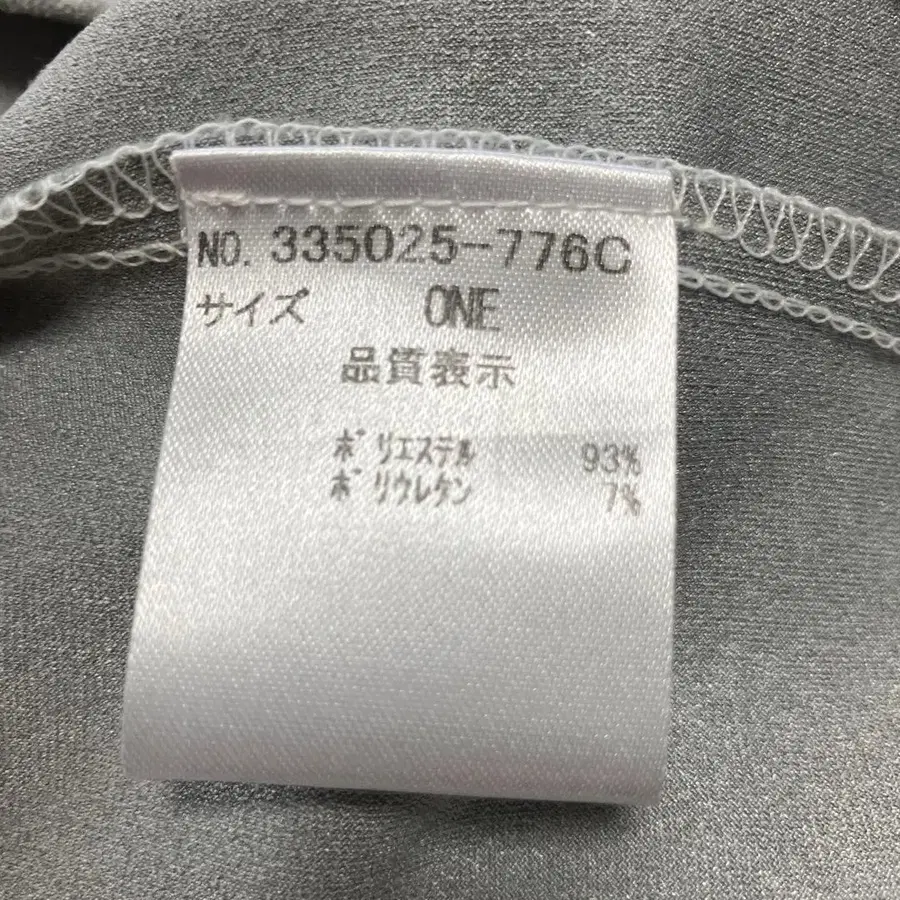 NO. 335025-776C
サイズ ONE
品質表示
ポリエステル 93%
ポリウレタン 7%